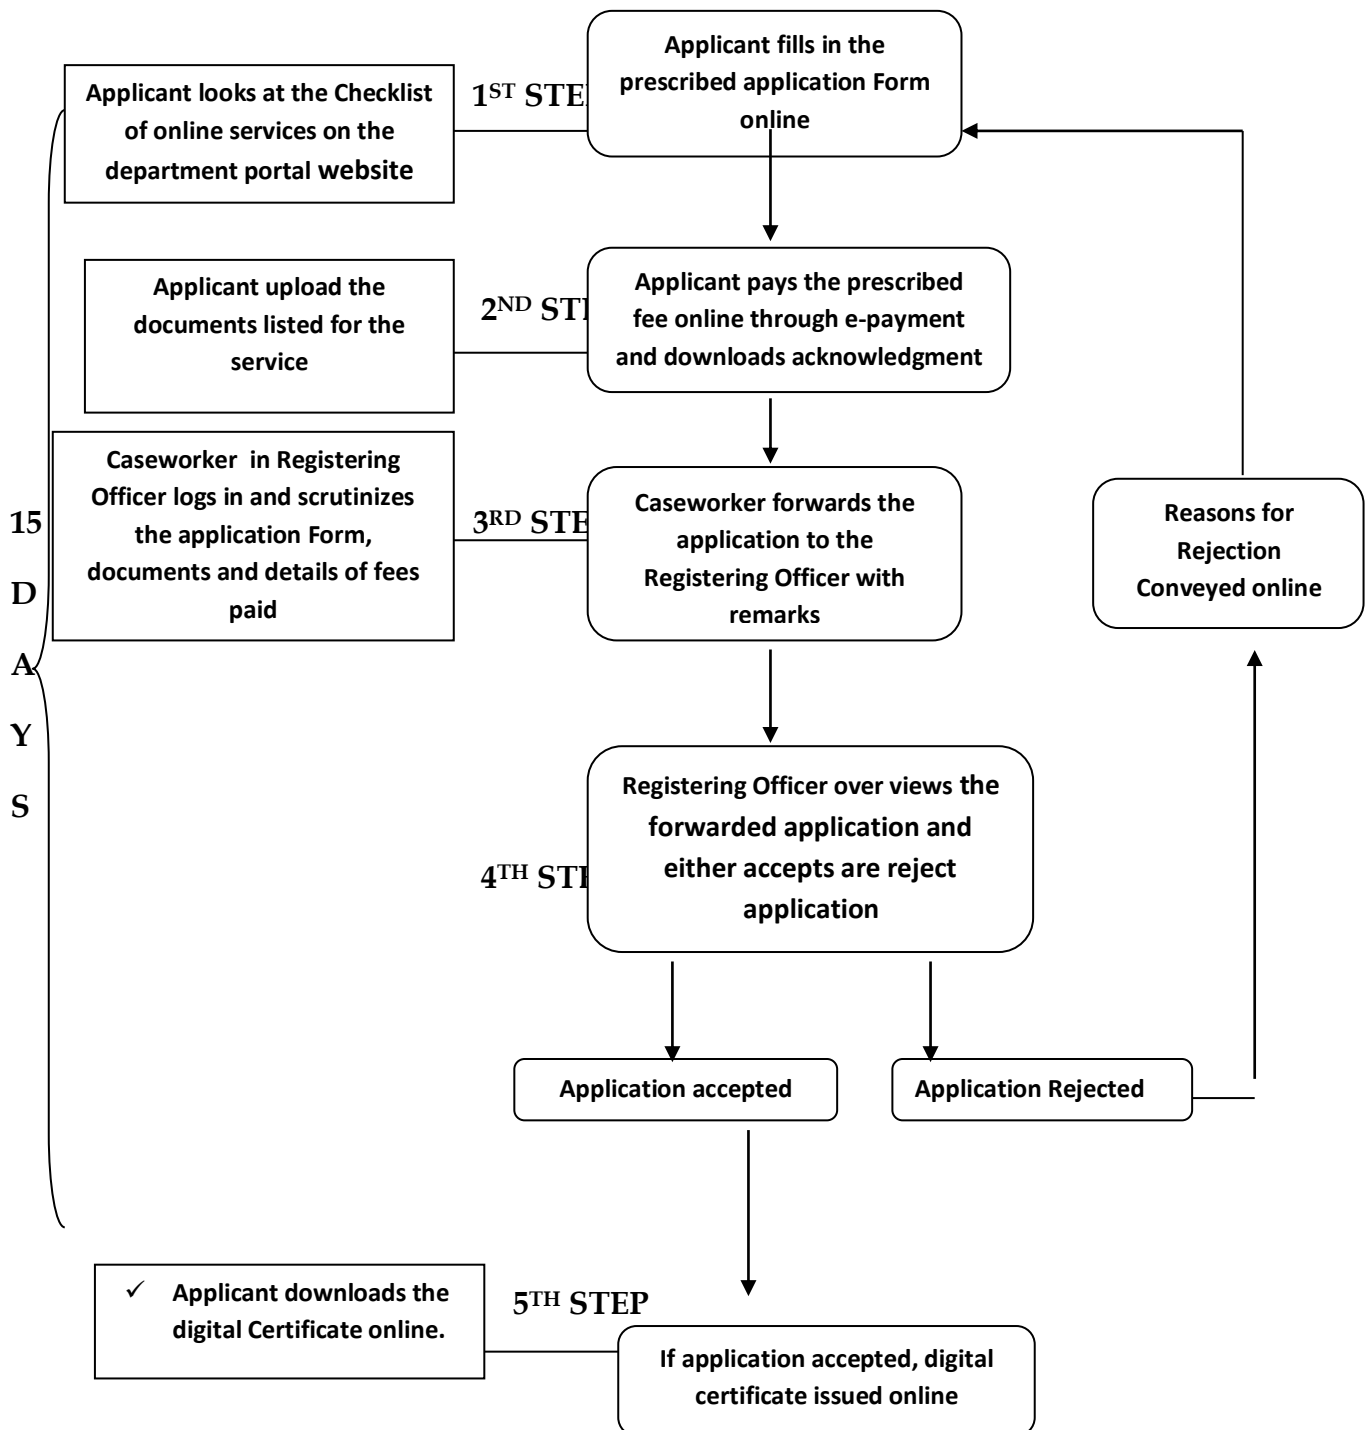 Applicant fills in the
prescribed application Form
online
Applicant looks at the Checklist
of online services on the
department portal website
1ST STE
Applicant upload the
documents listed for the
service
2ND STE
Applicant pays the prescribed
fee online through e-payment
and downloads acknowledgment
Caseworker in Registering
Officer logs in and scrutinizes
the application Form,
documents and details of fees
paid
3RD STE
Caseworker forwards the
application to the
Registering Officer with
remarks
Reasons for
Rejection
Conveyed online
15
D
A
Y
S
Registering Officer over views the
forwarded application and
either accepts are reject
application
4TH STE
Application accepted
Application Rejected
✓ Applicant downloads the
digital Certificate online.
5TH STEP
If application accepted, digital
certificate issued online